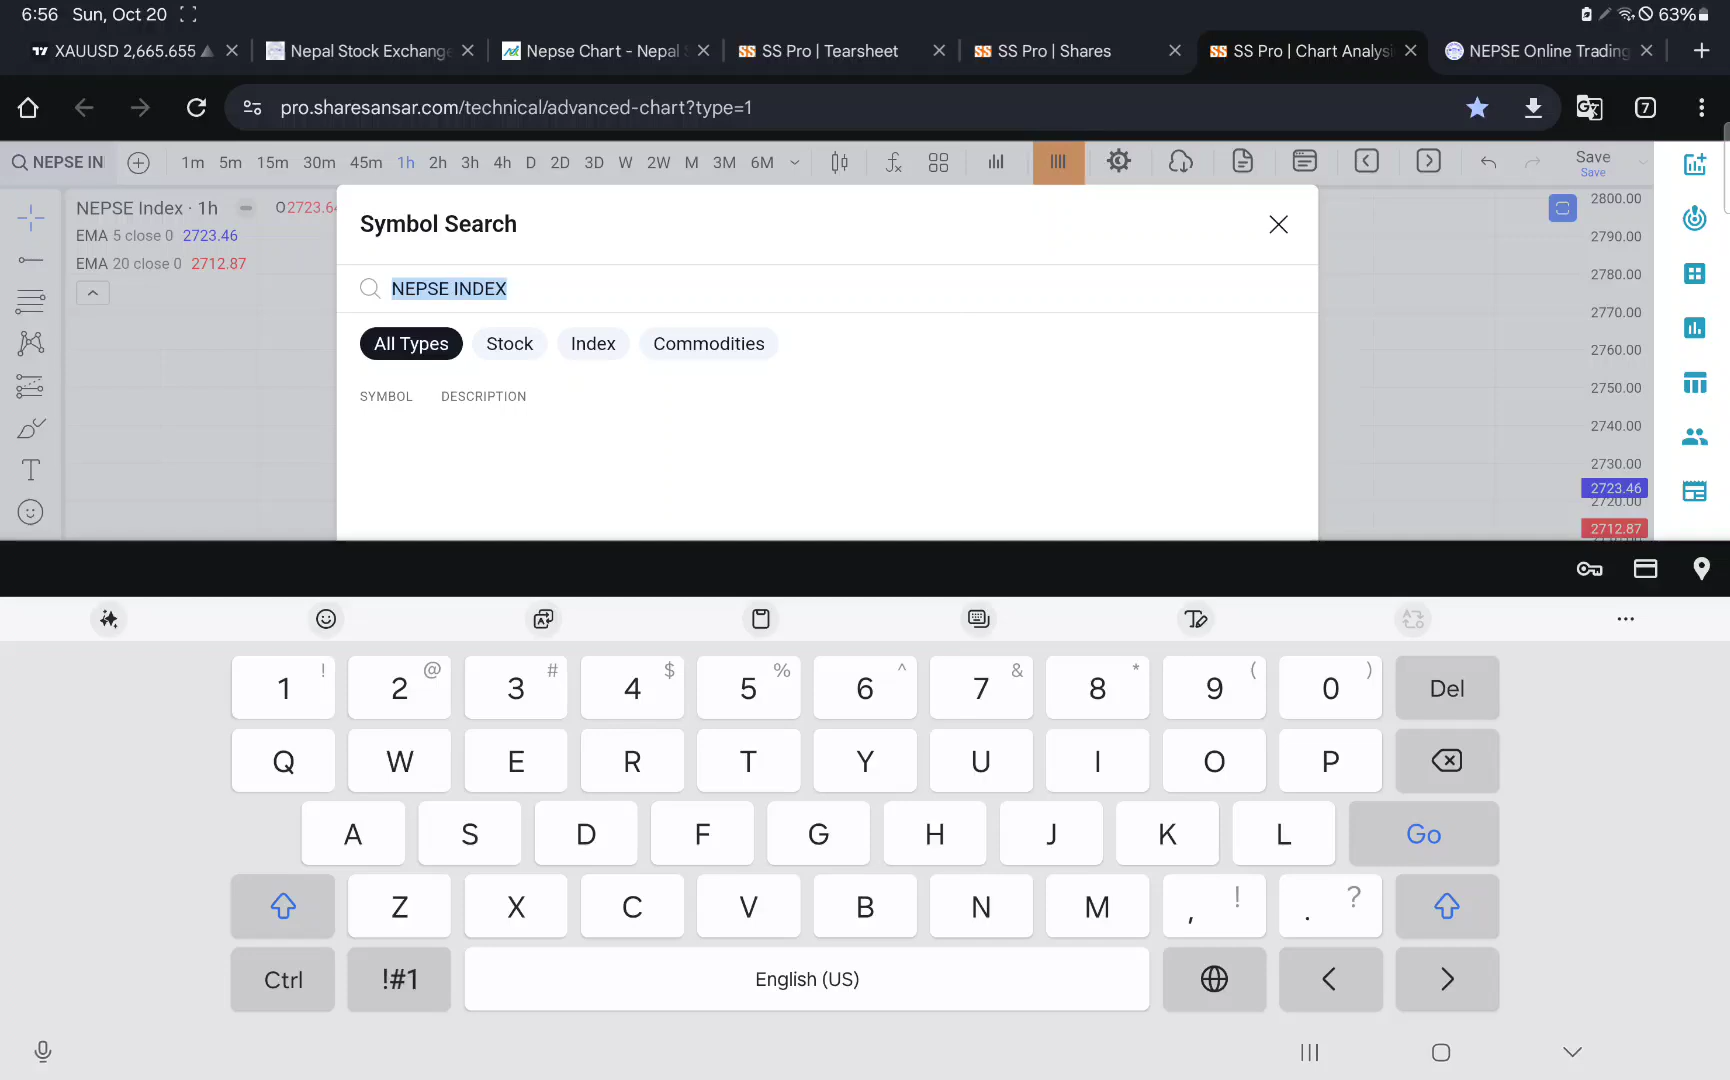 6:56 Sun, Oct 20 63%
XAUUSD 2,665.655 Nepal Stock Exchange Nepse Chart - Nepal S SS Pro | Tearsheet SS Pro | Shares SS Pro | Chart Analysi NEPSE Online Trading
pro.sharesansar.com/technical/advanced-chart?type=1 7
NEPSE IN 1m 5m 15m 30m 45m 1h 2h 3h 4h D 2D 3D W 2W M 3M 6M Save
Save
NEPSE Index · 1h O2723.64
EMA 5 close 0 2723.46
EMA 20 close 0 2712.87
Symbol Search
NEPSE INDEX
All Types Stock Index Commodities
SYMBOL DESCRIPTION
2800.00
2790.00
2780.00
2770.00
2760.00
2750.00
2740.00
2730.00
2723.46
2720.00
2712.87
1 ! 2 @ 3 # 4 $ 5 % 6 ^ 7 & 8 * 9 ( 0 ) Del
Q W E R T Y U I O P
A S D F G H J K L Go
Z X C V B N M , ! . ?
Ctrl !#1 English (US) < >